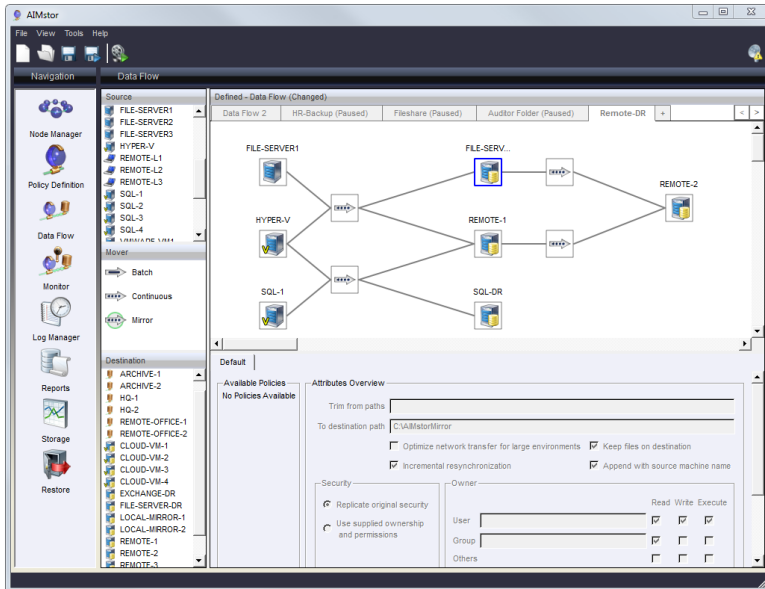 AIMstor
File View Tools Help
Navigation
Data Flow
Node Manager
Policy Definition
Data Flow
Monitor
Log Manager
Reports
Storage
Restore
Source
FILE-SERVER1
FILE-SERVER2
FILE-SERVER3
HYPER-V
REMOTE-L1
REMOTE-L2
REMOTE-L3
SQL-1
SQL-2
SQL-3
SQL-4
VMWARE-VM1
Mover
Batch
Continuous
Mirror
Destination
ARCHIVE-1
ARCHIVE-2
HQ-1
HQ-2
REMOTE-OFFICE-1
REMOTE-OFFICE-2
CLOUD-VM-1
CLOUD-VM-2
CLOUD-VM-3
CLOUD-VM-4
EXCHANGE-DR
FILE-SERVER-DR
LOCAL-MIRROR-1
LOCAL-MIRROR-2
REMOTE-1
REMOTE-2
REMOTE-3
Defined - Data Flow (Changed)
Data Flow 2 HR-Backup (Paused) Fileshare (Paused) Auditor Folder (Paused) Remote-DR + < >
FILE-SERVER1
FILE-SERV...
REMOTE-2
HYPER-V
REMOTE-1
SQL-1
SQL-DR
Default
Available Policies
No Policies Available
Attributes Overview
Trim from paths
To destination path C:\AIMstorMirror
Optimize network transfer for large environments Keep files on destination
Incremental resynchronization Append with source machine name
Security
Replicate original security
Use supplied ownership
and permissions
Owner
Read Write Execute
User
Group
Others